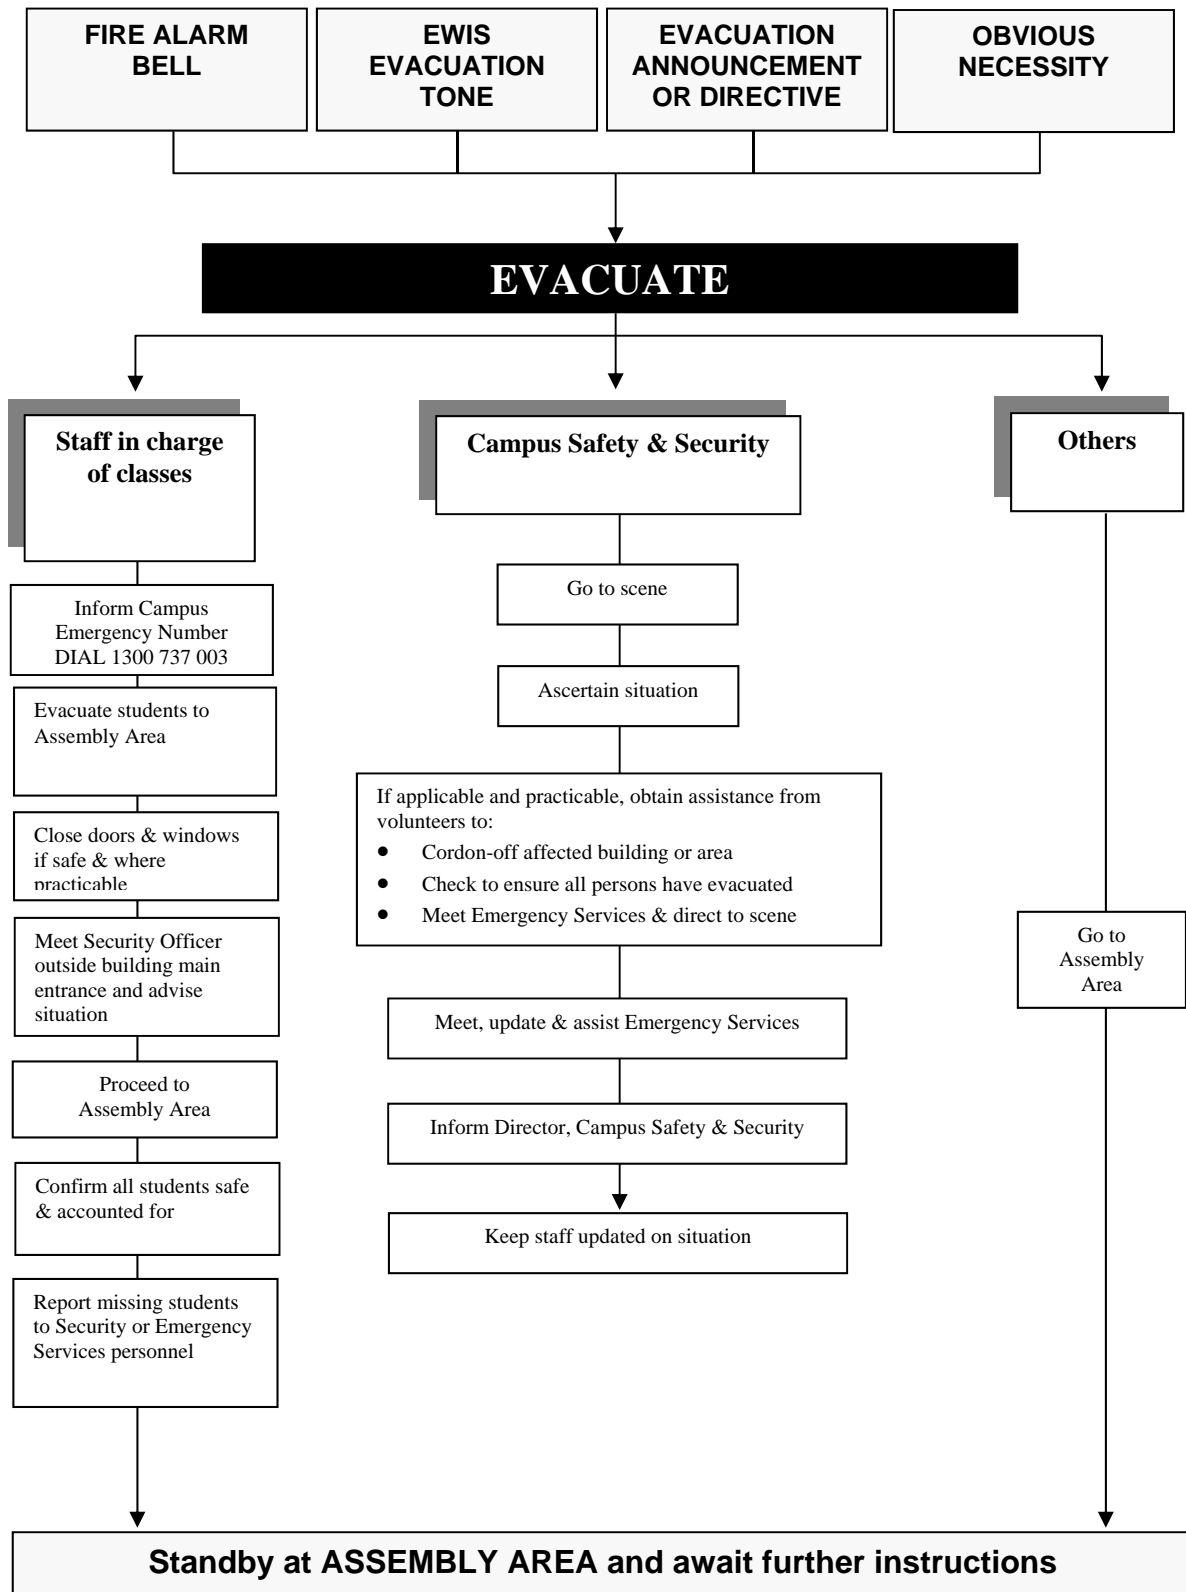 FIRE ALARM
BELL
EWIS
EVACUATION
TONE
EVACUATION
ANNOUNCEMENT
OR DIRECTIVE
OBVIOUS
NECESSITY
EVACUATE
Staff in charge
of classes
Inform Campus
Emergency Number
DIAL 1300 737 003
Evacuate students to
Assembly Area
Close doors & windows
if safe & where
practicable
Meet Security Officer
outside building main
entrance and advise
situation
Proceed to
Assembly Area
Confirm all students safe
& accounted for
Report missing students
to Security or Emergency
Services personnel
Campus Safety & Security
Go to scene
Ascertain situation
If applicable and practicable, obtain assistance from
volunteers to:
• Cordon-off affected building or area
• Check to ensure all persons have evacuated
• Meet Emergency Services & direct to scene
Meet, update & assist Emergency Services
Inform Director, Campus Safety & Security
Keep staff updated on situation
Others
Go to
Assembly
Area
Standby at ASSEMBLY AREA and await further instructions